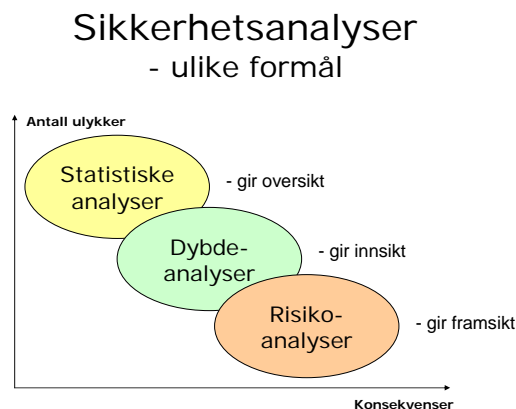 Sikkerhetsanalyser
- ulike formål
Antall ulykker
Statistiske
analyser
- gir oversikt
Dybde-
analyser
- gir innsikt
Risiko-
analyser
- gir framsikt
Konsekvenser